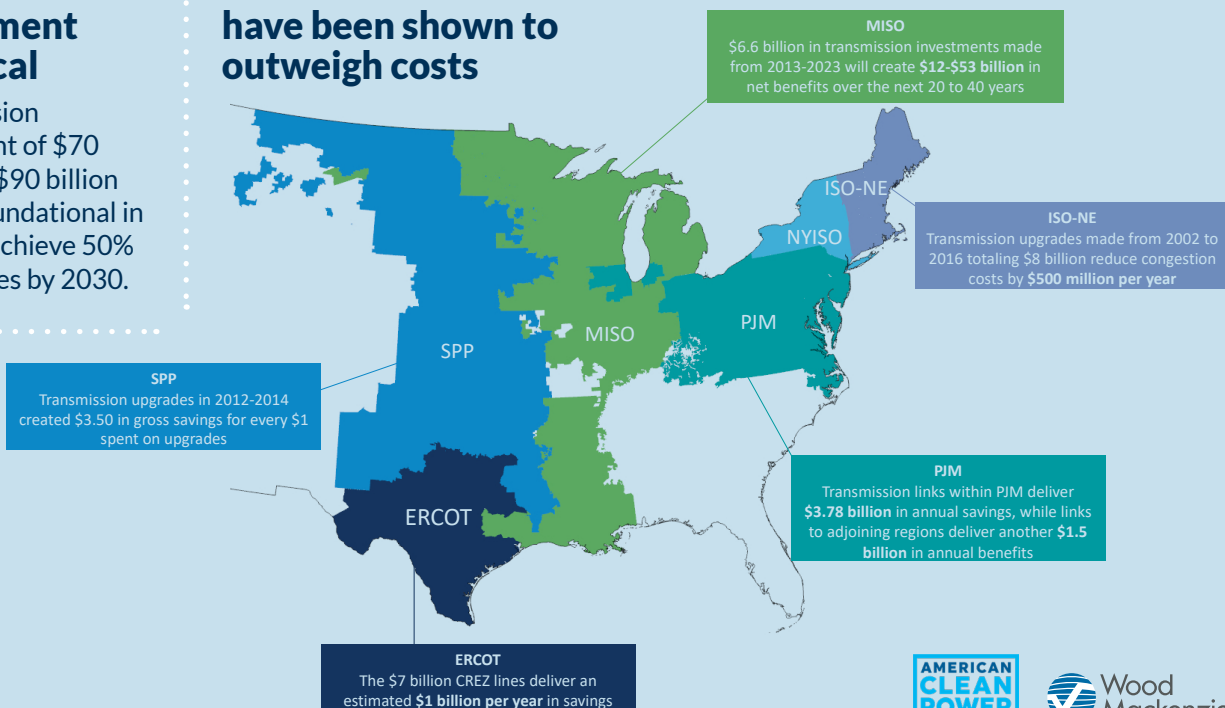 ment
cal
sion
nt of $70
$90 billion
undational in
chieve 50%
es by 2030.
have been shown to
outweigh costs
MISO
$6.6 billion in transmission investments made
from 2013-2023 will create $12-$53 billion in
net benefits over the next 20 to 40 years
ISO-NE
NYISO
ISO-NE
Transmission upgrades made from 2002 to
2016 totaling $8 billion reduce congestion
costs by $500 million per year
PJM
MISO
SPP
SPP
Transmission upgrades in 2012-2014
created $3.50 in gross savings for every $1
spent on upgrades
ERCOT
PJM
Transmission links within PJM deliver
$3.78 billion in annual savings, while links
to adjoining regions deliver another $1.5
billion in annual benefits
ERCOT
The $7 billion CREZ lines deliver an
estimated $1 billion per year in savings
AMERICAN
CLEAN
POWER
Wood
Mackenzie